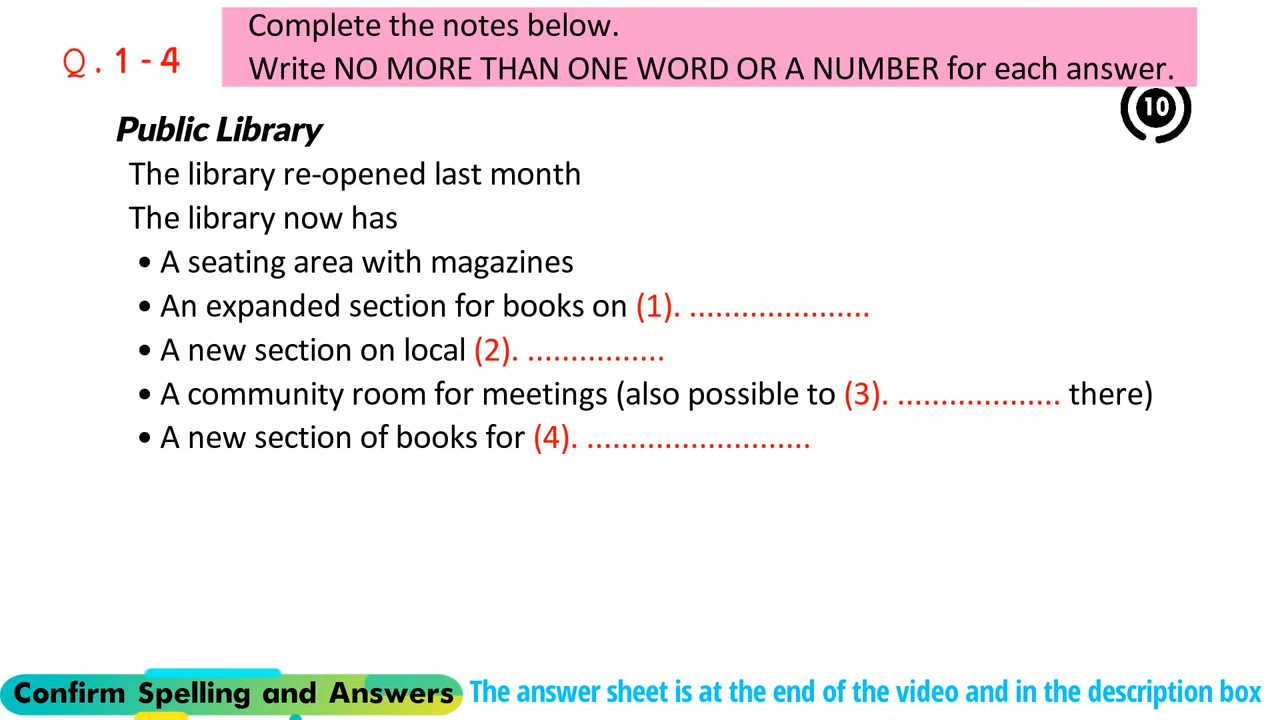 Complete the notes below.
Q. 1 - 4
Write NO MORE THAN ONE WORD OR A NUMBER for each answer.
10
Public Library
The library re-opened last month
The library now has
• A seating area with magazines
• An expanded section for books on (1). .....................
• A new section on local (2). ................
• A community room for meetings (also possible to (3). ................... there)
• A new section of books for (4). ..........................
Confirm Spelling and Answers The answer sheet is at the end of the video and in the description box